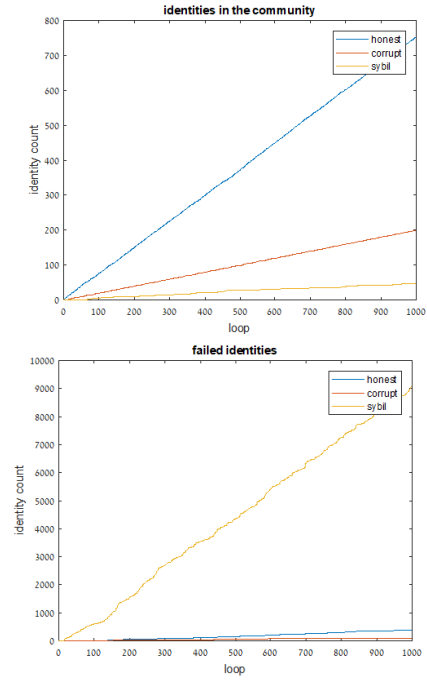 identities in the community
800
700
600
500
400
300
200
100
0
identity count
honest
corrupt
sybil
0 100 200 300 400 500 600 700 800 900 1000
loop
failed identities
10000
9000
8000
7000
6000
5000
4000
3000
2000
1000
0
identity count
honest
corrupt
sybil
0 100 200 300 400 500 600 700 800 900 1000
loop